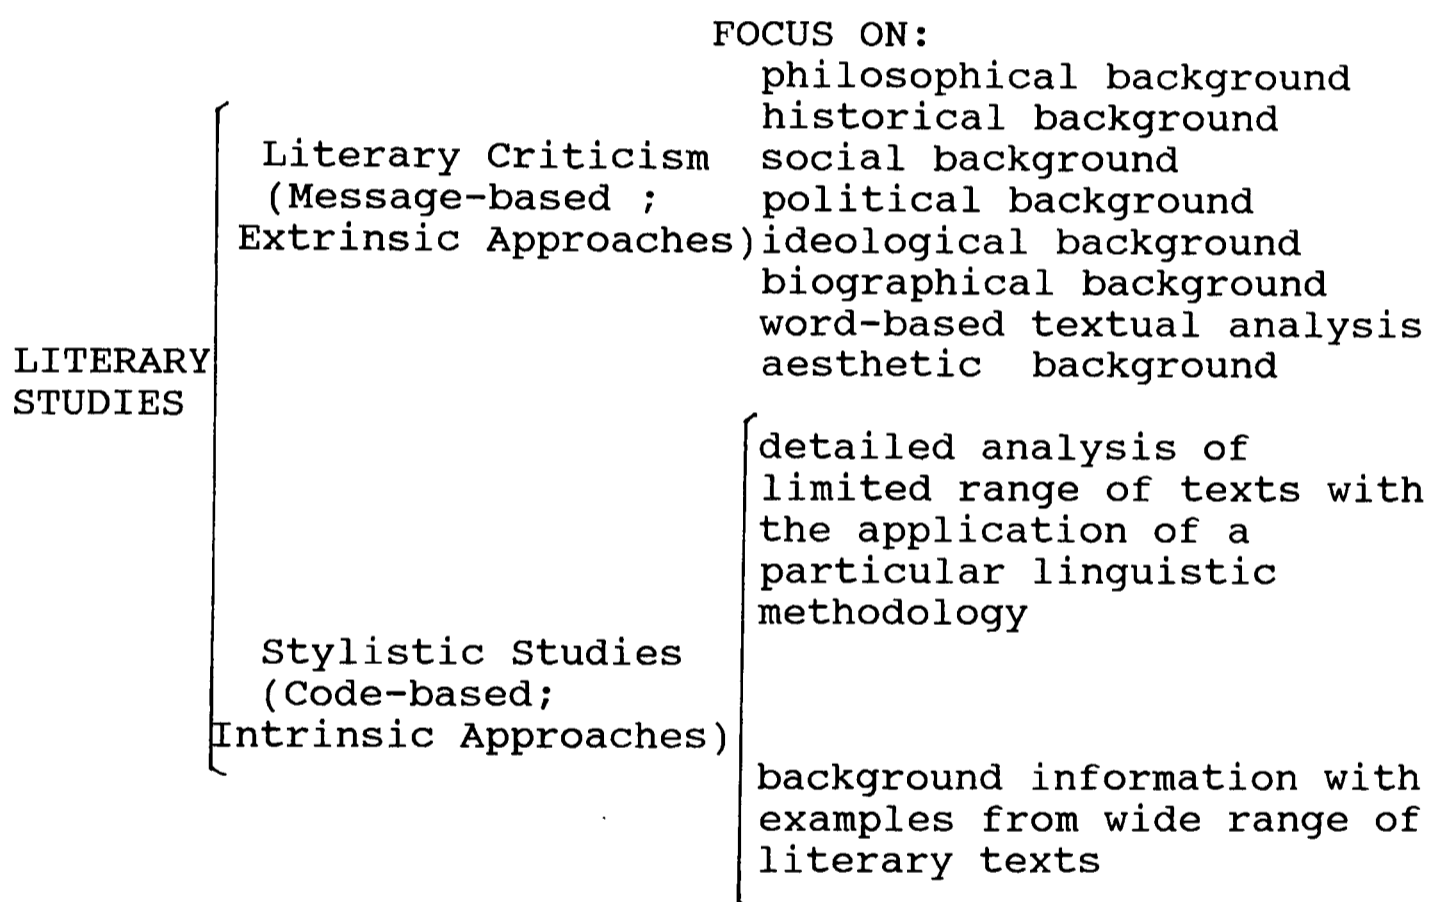 FOCUS ON:
philosophical background
historical background
Literary Criticism social background
(Message-based ; political background
Extrinsic Approaches) ideological background
biographical background
word-based textual analysis
LITERARY aesthetic background
STUDIES
detailed analysis of
limited range of texts with
the application of a
particular linguistic
methodology
Stylistic Studies
(Code-based;
Intrinsic Approaches)
background information with
examples from wide range of
literary texts